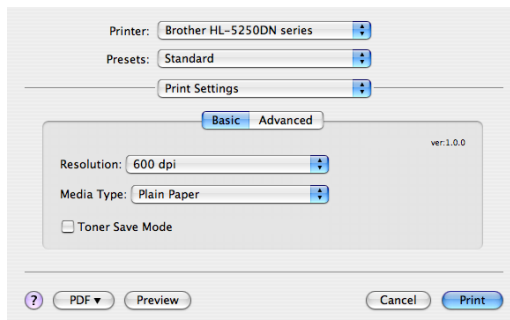 Printer: Brother HL-5250DN series
Presets: Standard
Print Settings
Basic Advanced
ver:1.0.0
Resolution: 600 dpi
Media Type: Plain Paper
Toner Save Mode
? PDF ▼ Preview Cancel Print